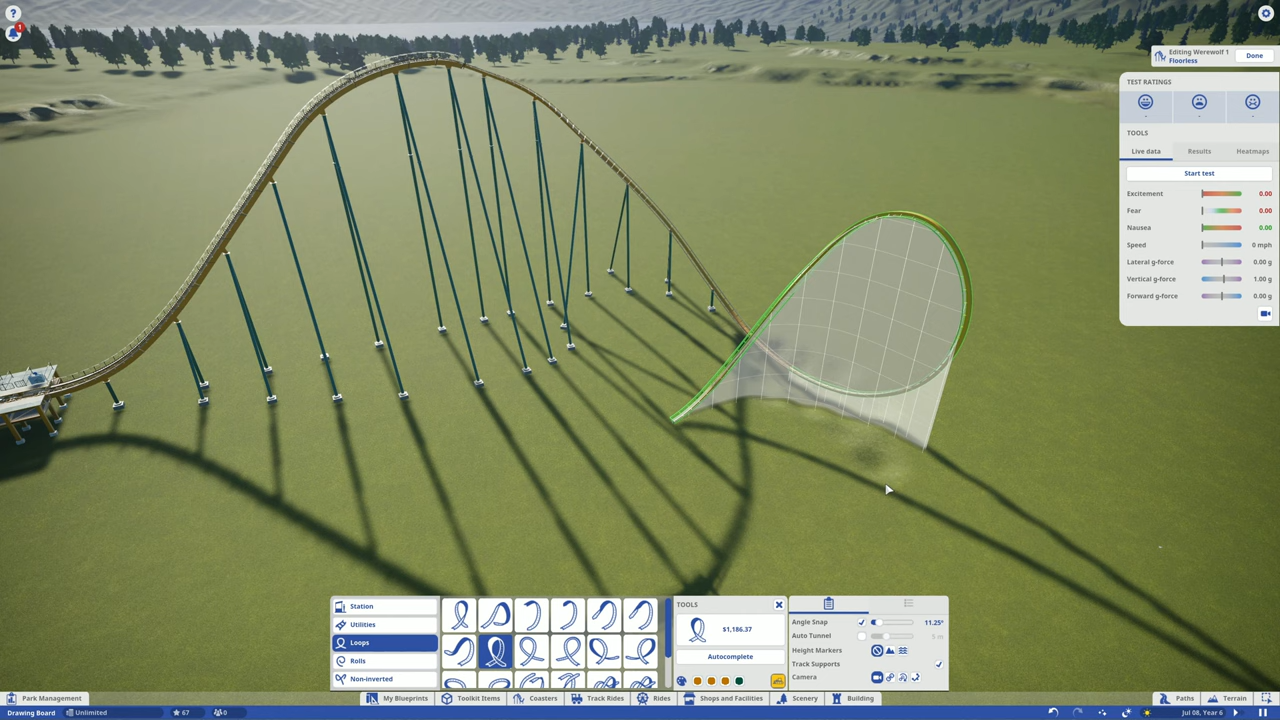 ?
1
Editing Werewolf 1
Floorless
Done
TEST RATINGS
- - -
TOOLS
Live data Results Heatmaps
Start test
Excitement 0.00
Fear 0.00
Nausea 0.00
Speed 0 mph
Lateral g-force 0.00 g
Vertical g-force 1.00 g
Forward g-force 0.00 g
Station
Utilities
Loops
Rolls
Non-inverted
TOOLS
$1,186.37
Autocomplete
Angle Snap 11.25°
Auto Tunnel 5 m
Height Markers
Track Supports
Camera
Park Management My Blueprints Toolkit Items Coasters Track Rides Rides Shops and Facilities Scenery Building Paths Terrain
Drawing Board Unlimited 67 0 Jul 08, Year 6